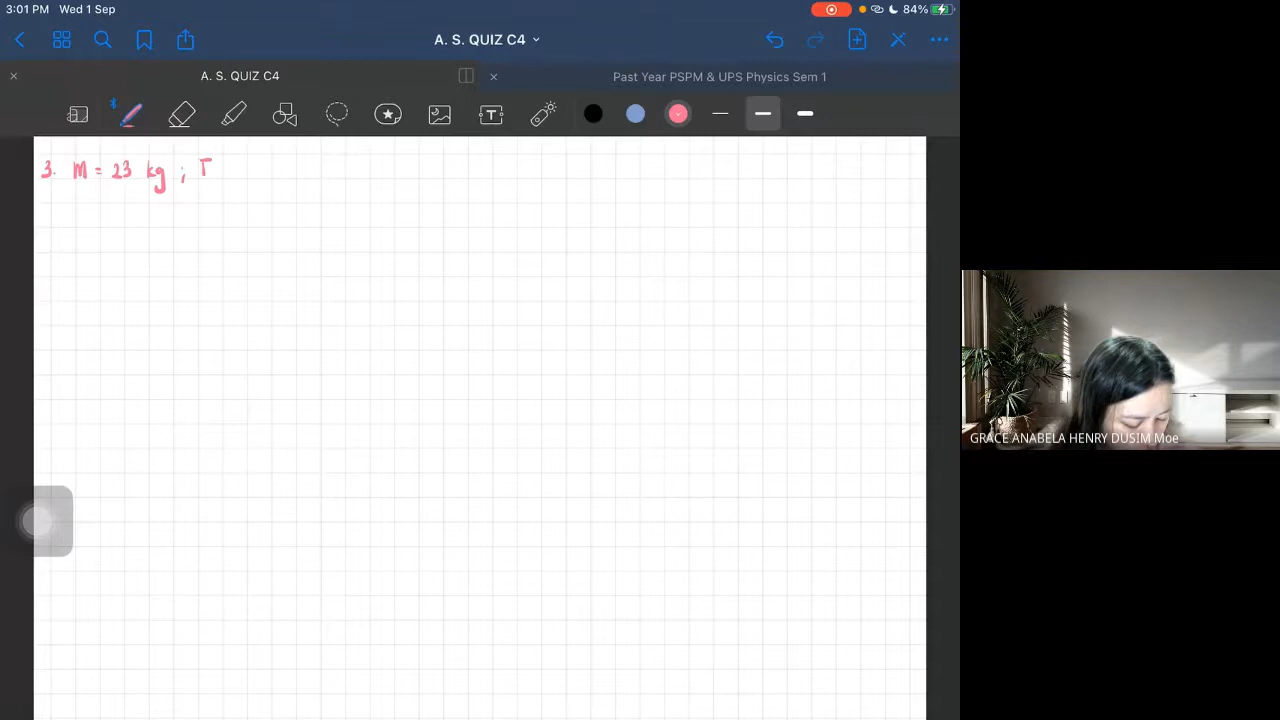 3:01 PM Wed 1 Sep
84%
A. S. QUIZ C4
A. S. QUIZ C4
Past Year PSPM & UPS Physics Sem 1
T
3. M = 23 kg ; T
GRACE ANABELA HENRY DUSIM Moe